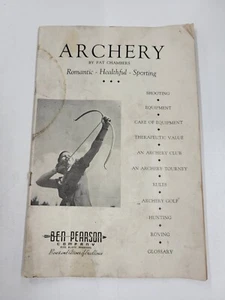 ARCHERY
BY PAT CHAMBERS
Romantic - Healthful - Sporting
SHOOTING
EQUIPMENT
CARE OF EQUIPMENT
THERAPEUTIC VALUE
AN ARCHERY CLUB
AN ARCHERY TOURNEY
RULES
ARCHERY GOLF
HUNTING
ROVING
GLOSSARY
BEN PEARSON
COMPANY